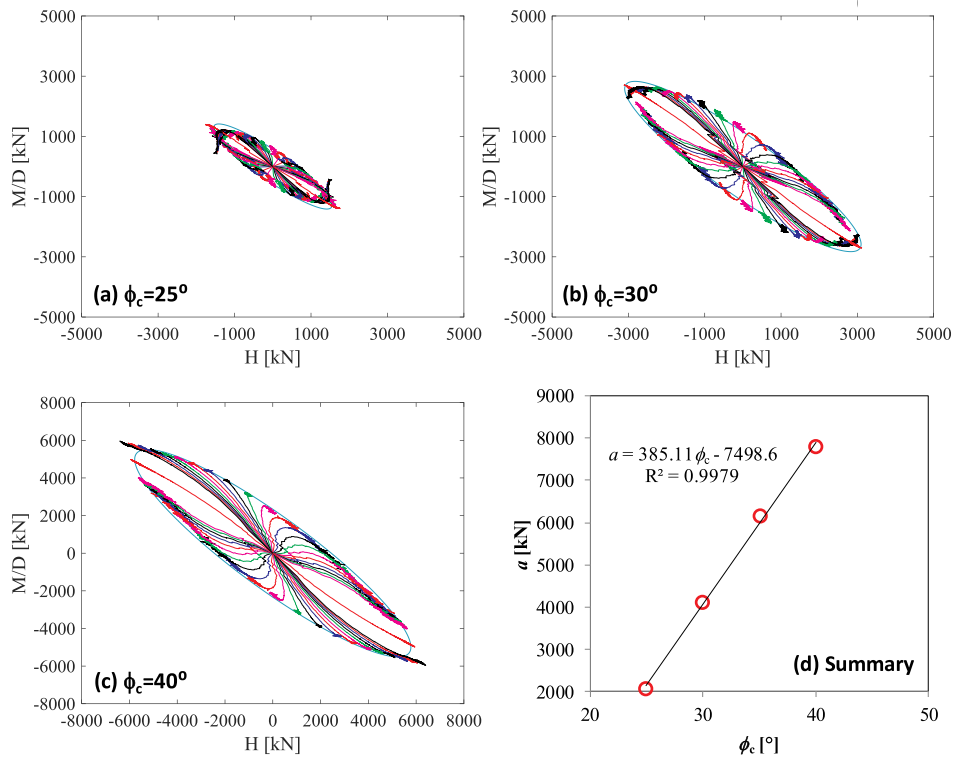 5000
3000
1000
-1000
-3000
-5000
M/D [kN]
(a) ϕc=25⁰
-5000 -3000 -1000 1000 3000 5000
H [kN]
5000
3000
1000
-1000
-3000
-5000
M/D [kN]
(b) ϕc=30⁰
-5000 -3000 -1000 1000 3000 5000
H [kN]
8000
6000
4000
2000
0
-2000
-4000
-6000
-8000
M/D [kN]
(c) ϕc=40⁰
-8000 -6000 -4000 -2000 0 2000 4000 6000 8000
H [kN]
9000
8000
7000
6000
5000
4000
3000
2000
a [kN]
a = 385.11ϕc - 7498.6
R² = 0.9979
(d) Summary
20 30 40 50
ϕc [°]